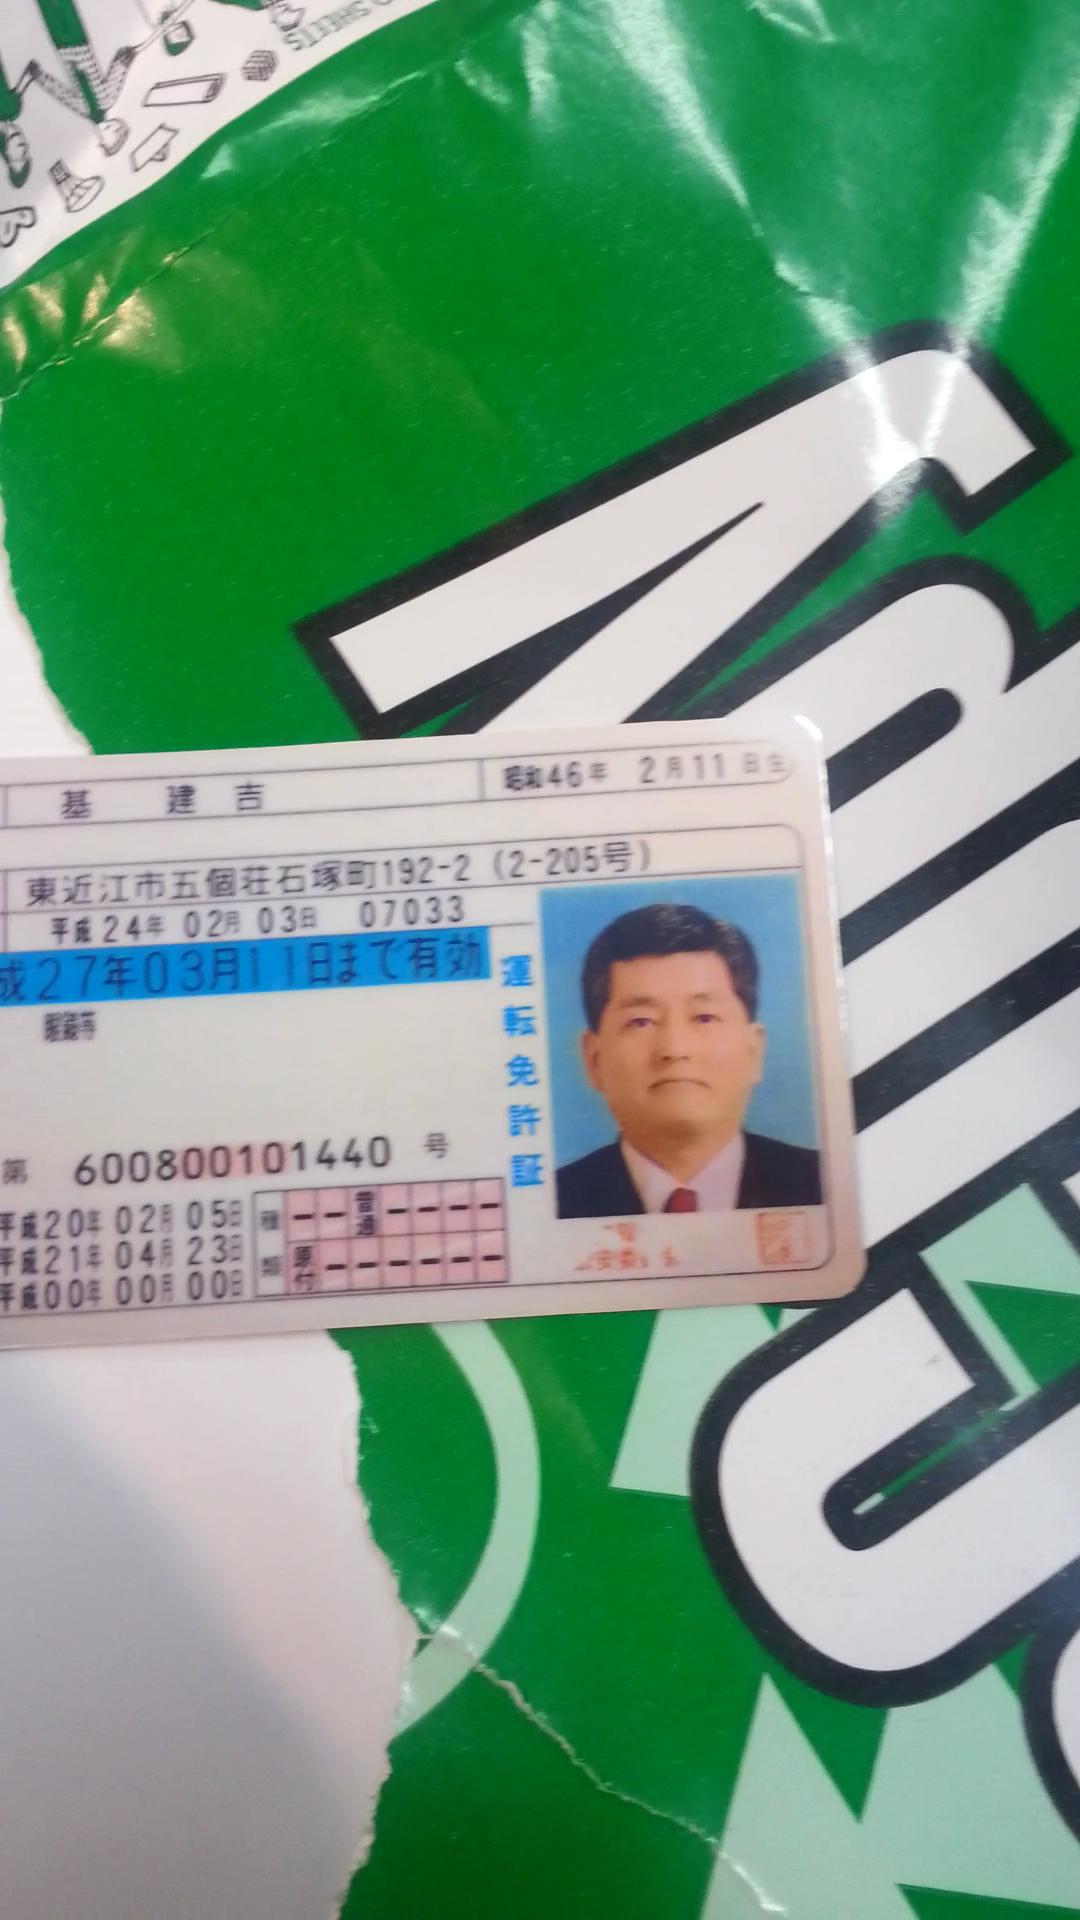 SHEETS
基 建 吉
昭和46年 2月11日生
東近江市五個荘石塚町192-2 (2-205号)
平成24年02月03日 07033
成27年03月11日まで有効
眼鏡等
運転免許証
第 600800101440 号
平成20年02月05日
平成21年04月23日
平成00年00月00日
種類
普通
原付